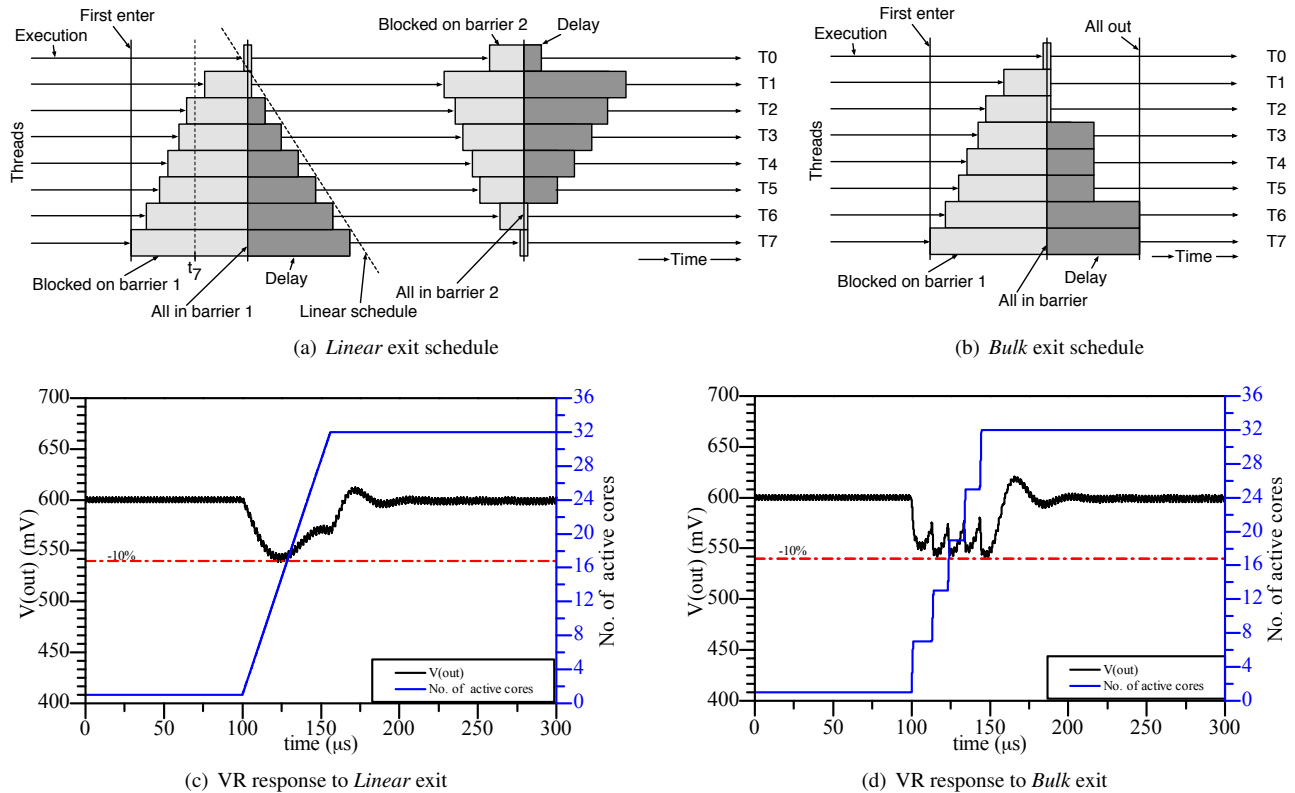 First enter
Execution
Blocked on barrier 2
Delay
T0
T1
T2
T3
T4
T5
T6
T7
Threads
t7
Blocked on barrier 1
All in barrier 1
Delay
Linear schedule
All in barrier 2
Time
(a) Linear exit schedule
First enter
Execution
All out
T0
T1
T2
T3
T4
T5
T6
T7
Threads
Blocked on barrier 1
All in barrier
Delay
Time
(b) Bulk exit schedule
700
650
600
550
500
450
400
V(out) (mV)
-10%
36
32
28
24
20
16
12
8
4
0
No. of active cores
V(out)
No. of active cores
0 50 100 150 200 250 300
time (μs)
(c) VR response to Linear exit
700
650
600
550
500
450
400
V(out) (mV)
-10%
36
32
28
24
20
16
12
8
4
0
No. of active cores
V(out)
No. of active cores
0 50 100 150 200 250 300
time (μs)
(d) VR response to Bulk exit